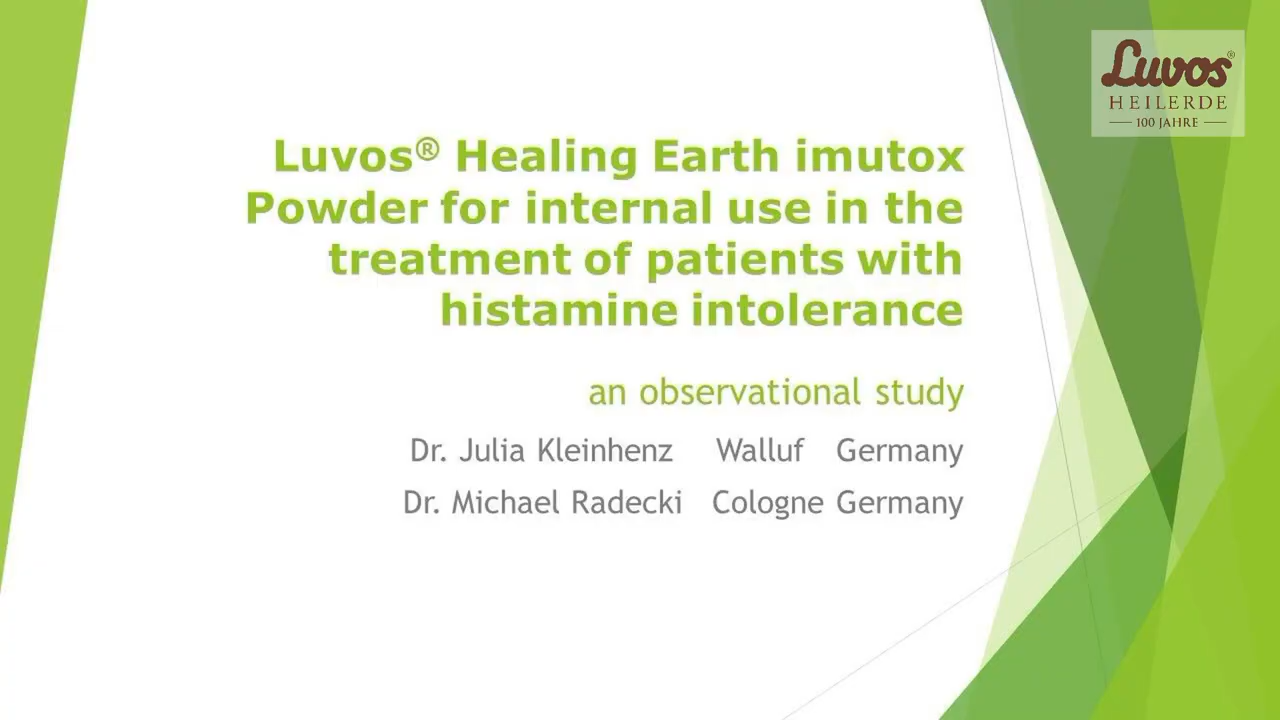 Luvos®
HEILERDE
100 JAHRE
Luvos® Healing Earth imutox
Powder for internal use in the
treatment of patients with
histamine intolerance
an observational study
Dr. Julia Kleinhenz Walluf Germany
Dr. Michael Radecki Cologne Germany